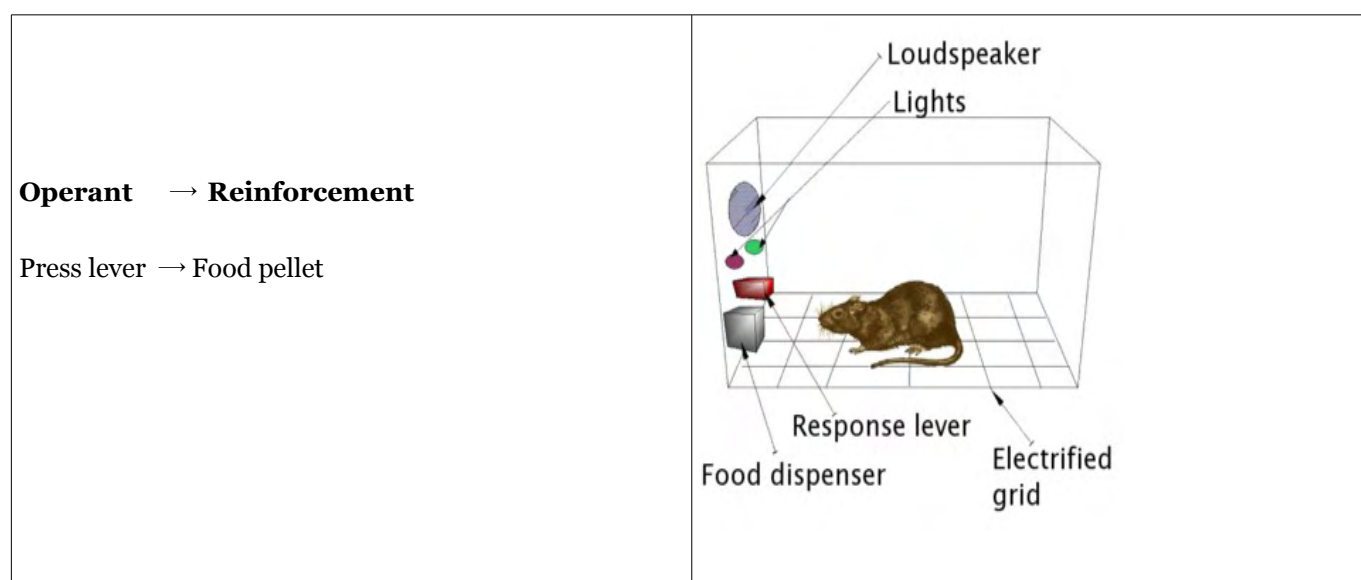 Operant → Reinforcement
Press lever → Food pellet
Loudspeaker
Lights
Response lever
Food dispenser
Electrified
grid